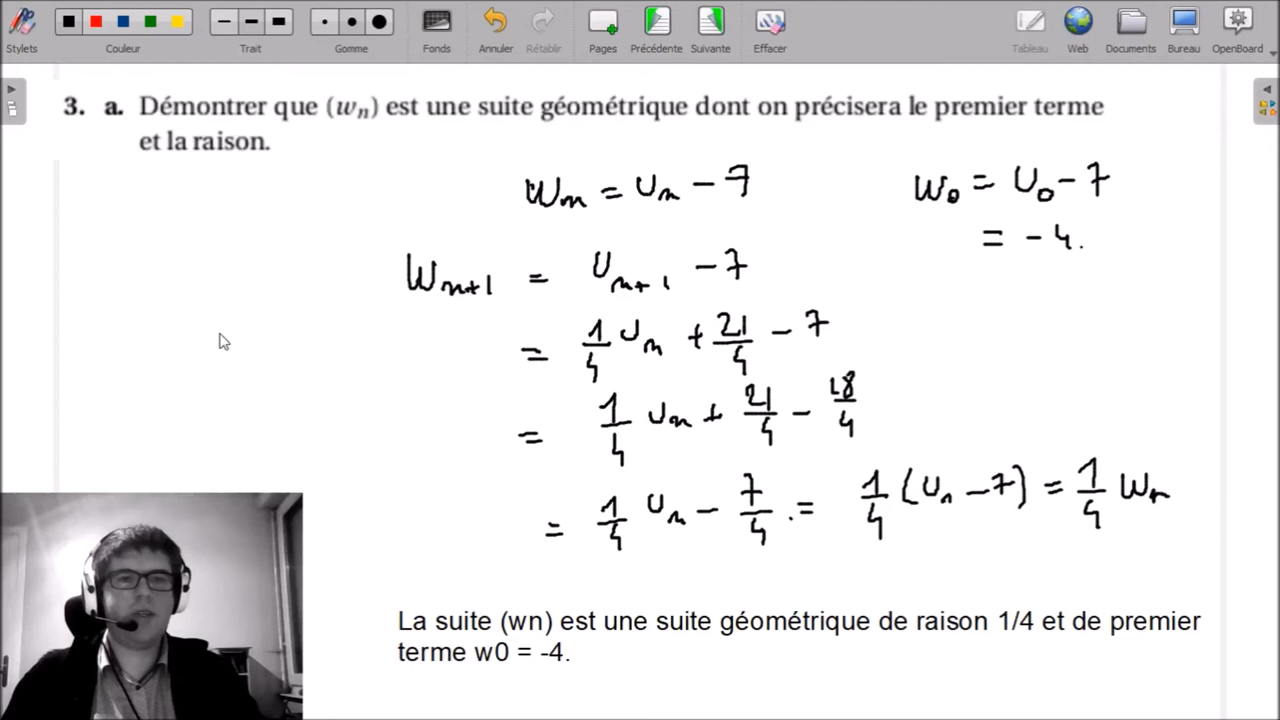 Stylets Couleur Trait Gomme Fonds Annuler Rétablir Pages Précédente Suivante Effacer Tableau Web Documents Bureau OpenBoard
3. a. Démontrer que (wₙ) est une suite géométrique dont on précisera le premier terme
et la raison.
wₙ = uₙ − 7
w₀ = u₀ − 7
= −4.
wₙ₊₁ = uₙ₊₁ − 7
= 1/4 uₙ + 21/4 − 7
= 1/4 uₙ + 21/4 − 28/4
= 1/4 uₙ − 7/4 . = 1/4 (uₙ − 7) = 1/4 wₙ
La suite (wn) est une suite géométrique de raison 1/4 et de premier
terme w0 = -4.